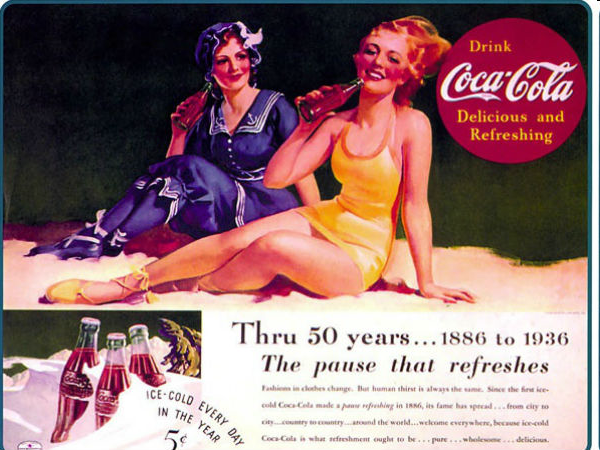 Drink
Coca-Cola
Delicious and
Refreshing
Thru 50 years...1886 to 1936
The pause that refreshes
Fashions in clothes change. But human thirst is always the same. Since the first ice-
cold Coca-Cola made a pause refreshing in 1886, its fame has spread...from city to
city...country to country...around the world...welcome everywhere, because ice-cold
Coca-Cola is what refreshment ought to be...pure...wholesome...delicious.
ICE-COLD EVERY DAY
IN THE YEAR
5¢